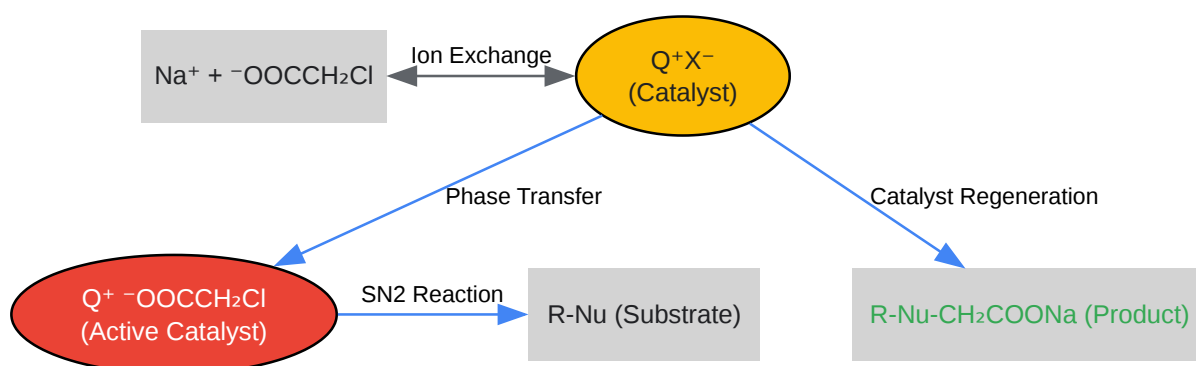 Na⁺ + ⁻OOCCH₂Cl
Ion Exchange
Q⁺X⁻
(Catalyst)
Phase Transfer
Catalyst Regeneration
Q⁺ ⁻OOCCH₂Cl
(Active Catalyst)
SN2 Reaction
R-Nu (Substrate)
R-Nu-CH₂COONa (Product)